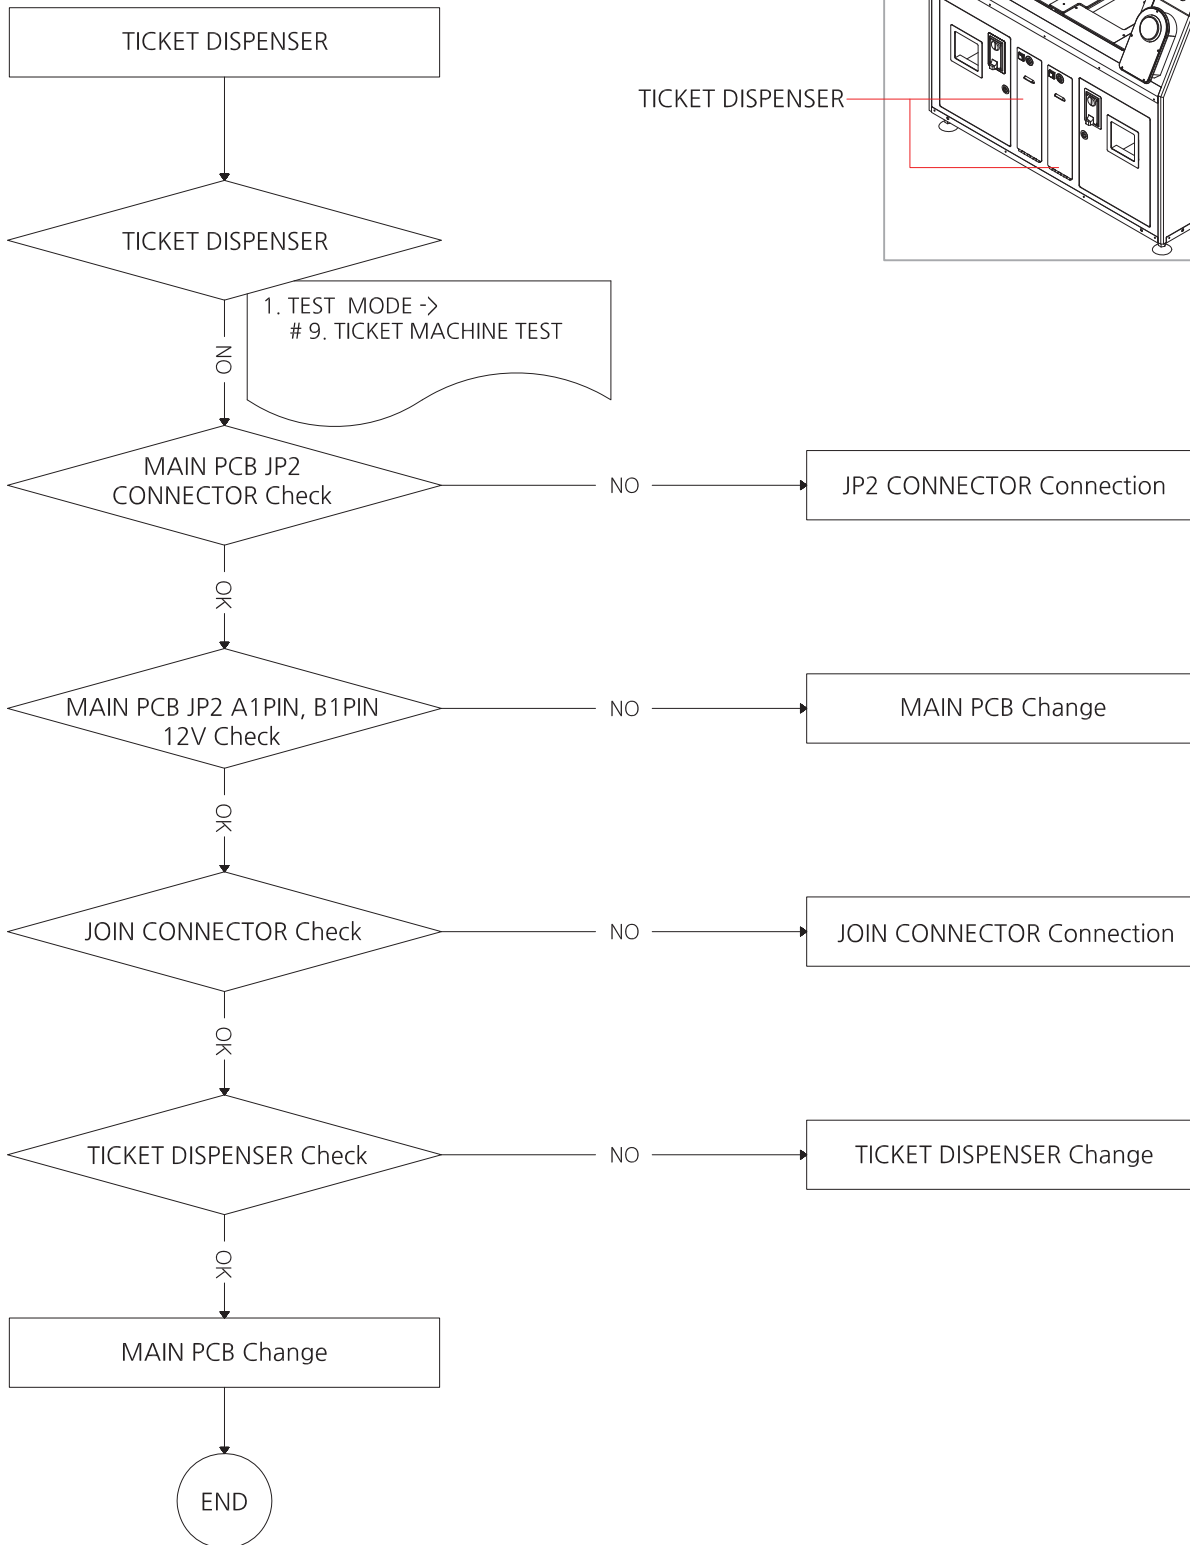 TICKET DISPENSER
TICKET DISPENSER
TICKET DISPENSER
1. TEST MODE ->
# 9. TICKET MACHINE TEST
NO
MAIN PCB JP2
CONNECTOR Check
NO
JP2 CONNECTOR Connection
OK
MAIN PCB JP2 A1PIN, B1PIN
12V Check
NO
MAIN PCB Change
OK
JOIN CONNECTOR Check
NO
JOIN CONNECTOR Connection
OK
TICKET DISPENSER Check
NO
TICKET DISPENSER Change
OK
MAIN PCB Change
END